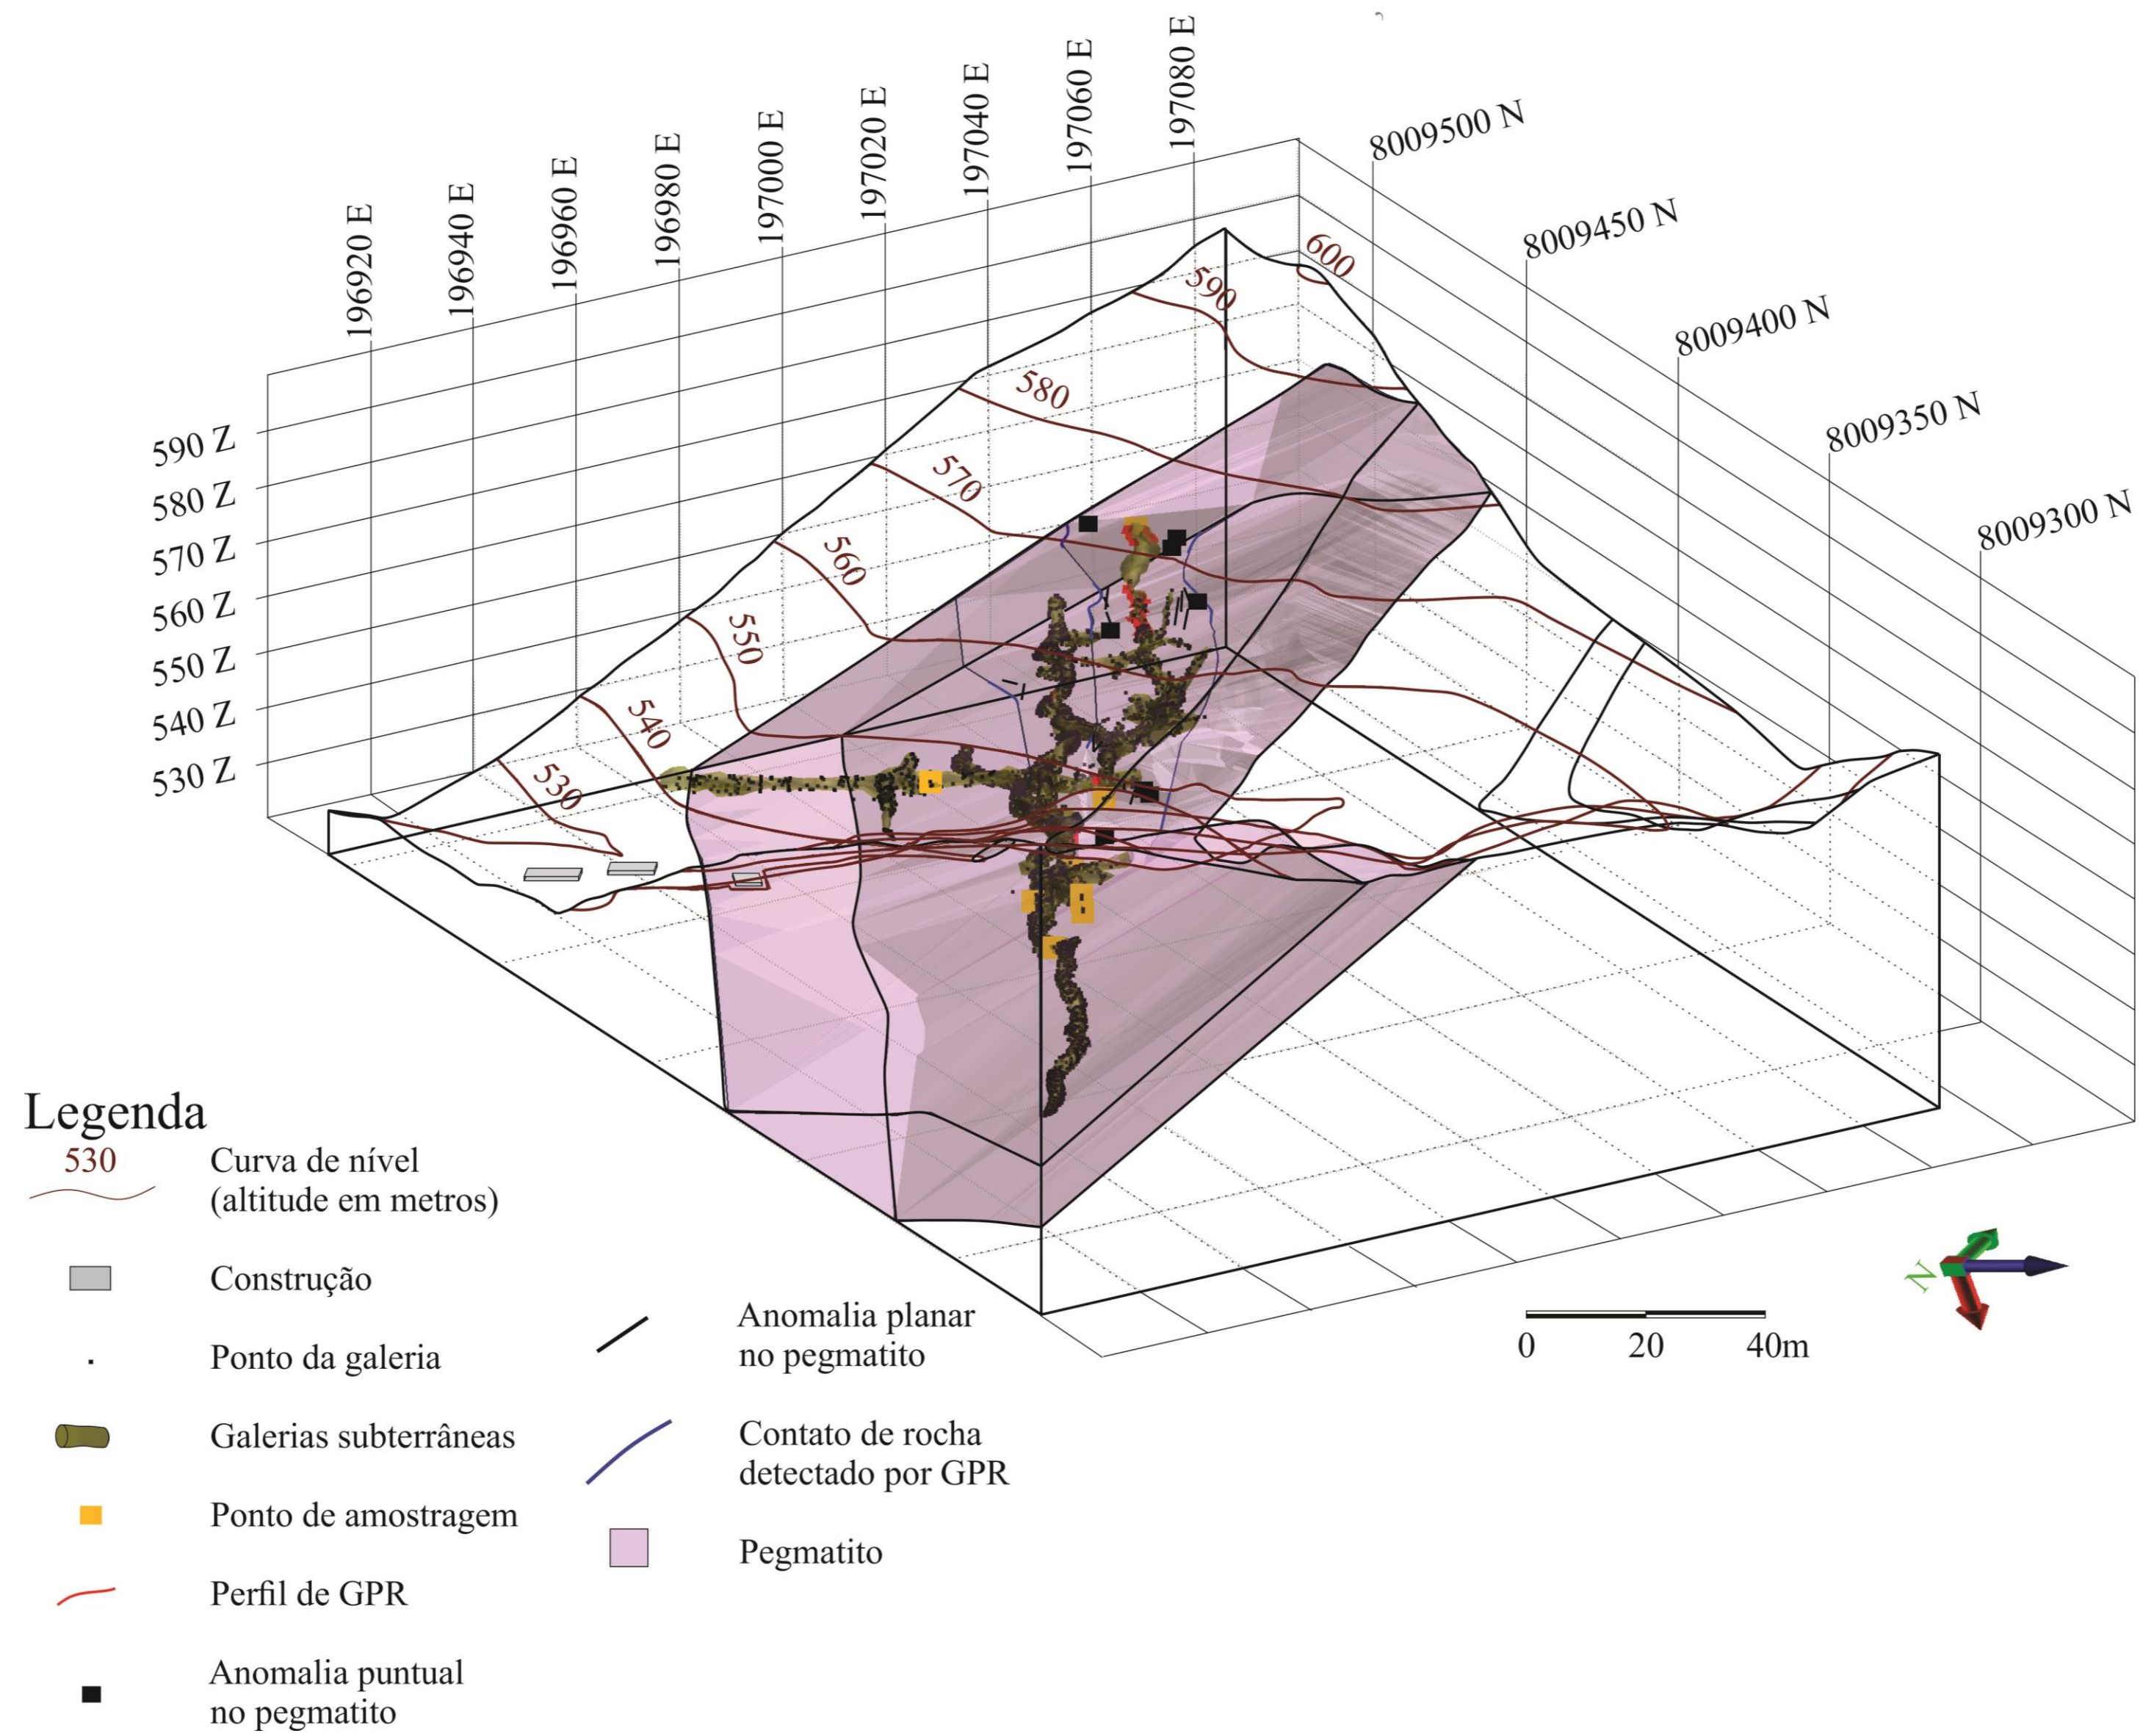 196920 E
196940 E
196960 E
196980 E
197000 E
197020 E
197040 E
197060 E
197080 E
8009500 N
8009450 N
8009400 N
8009350 N
8009300 N
590 Z
580 Z
570 Z
560 Z
550 Z
540 Z
530 Z
600
590
580
570
560
550
540
530
Legenda
530
Curva de nível
(altitude em metros)
Construção
Ponto da galeria
Galerias subterrâneas
Ponto de amostragem
Perfil de GPR
Anomalia puntual
no pegmatito
Anomalia planar
no pegmatito
Contato de rocha
detectado por GPR
Pegmatito
N
0 20 40m